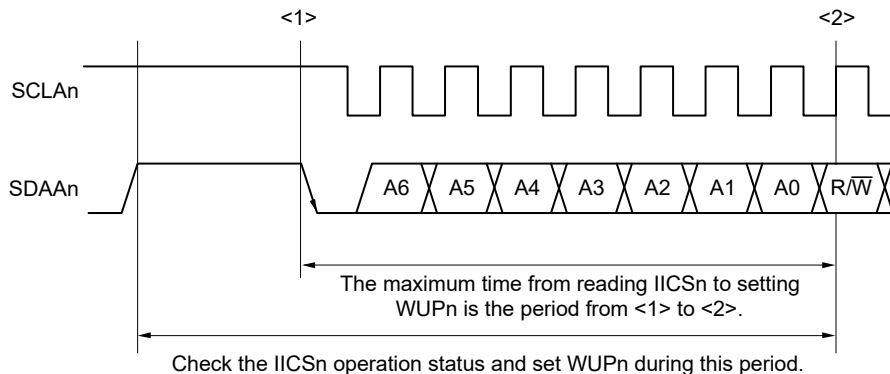 <1> <2>
SCLAn
SDAAn A6 A5 A4 A3 A2 A1 A0 R/W̅
The maximum time from reading IICSn to setting
WUPn is the period from <1> to <2>.
Check the IICSn operation status and set WUPn during this period.